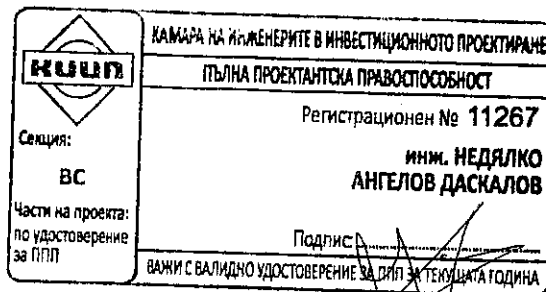 КИИП
Секция:
ВС
Части на проекта:
по удостоверение
за ППП
КАМАРА НА ИНЖЕНЕРИТЕ В ИНВЕСТИЦИОННОТО ПРОЕКТИРАНЕ
ПЪЛНА ПРОЕКТАНТСКА ПРАВОСПОСОБНОСТ
Регистрационен № 11267
инж. НЕДЯЛКО
АНГЕЛОВ ДАСКАЛОВ
Подпис:
ВАЖИ С ВАЛИДНО УДОСТОВЕРЕНИЕ ЗА ППП ЗА ТЕКУЩАТА ГОДИНА